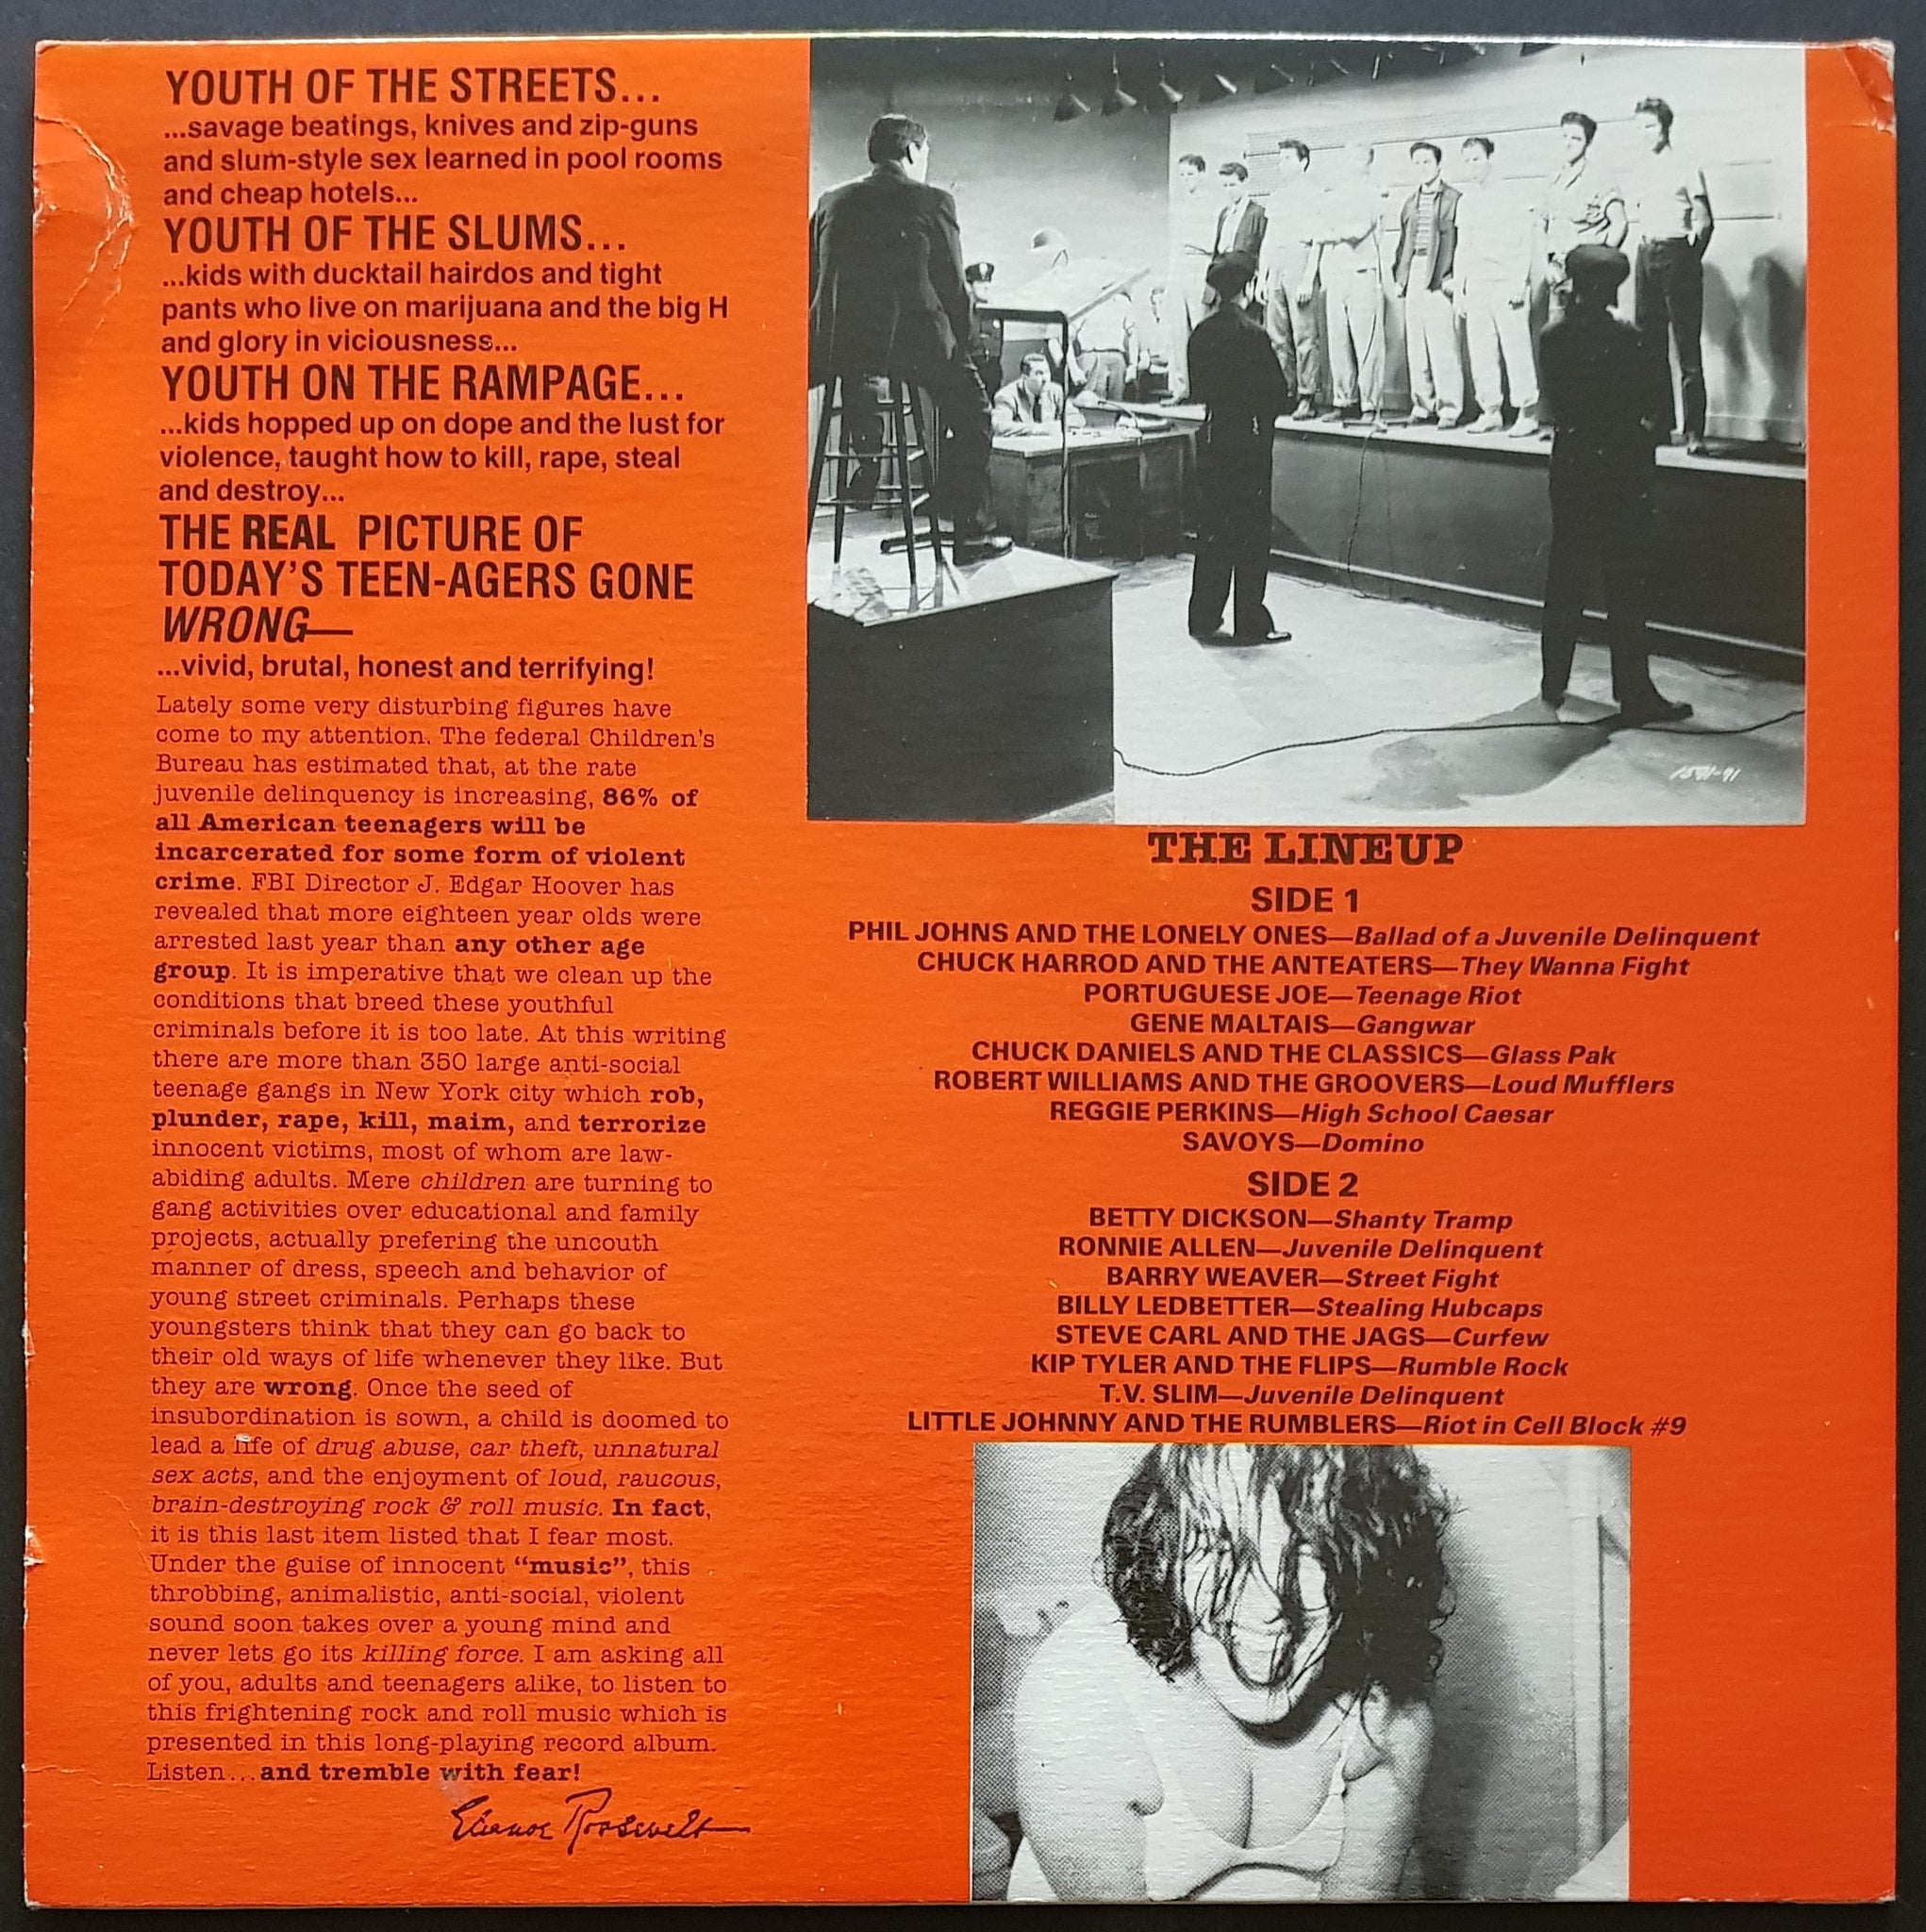 YOUTH OF THE STREETS...
...savage beatings, knives and zip-guns
and slum-style sex learned in pool rooms
and cheap hotels...
YOUTH OF THE SLUMS...
...kids with ducktail hairdos and tight
pants who live on marijuana and the big H
and glory in viciousness...
YOUTH ON THE RAMPAGE...
...kids hopped up on dope and the lust for
violence, taught how to kill, rape, steal
and destroy...
THE REAL PICTURE OF
TODAY'S TEEN-AGERS GONE
WRONG—
...vivid, brutal, honest and terrifying!
Lately some very disturbing figures have
come to my attention. The federal Children's
Bureau has estimated that, at the rate
juvenile delinquency is increasing, 86% of
all American teenagers will be
incarcerated for some form of violent
crime. FBI Director J. Edgar Hoover has
revealed that more eighteen year olds were
arrested last year than any other age
group. It is imperative that we clean up the
conditions that breed these youthful
criminals before it is too late. At this writing
there are more than 350 large anti-social
teenage gangs in New York city which rob,
plunder, rape, kill, maim, and terrorize
innocent victims, most of whom are law-
abiding adults. Mere children are turning to
gang activities over educational and family
projects, actually prefering the uncouth
manner of dress, speech and behavior of
young street criminals. Perhaps these
youngsters think that they can go back to
their old ways of life whenever they like. But
they are wrong. Once the seed of
insubordination is sown, a child is doomed to
lead a life of drug abuse, car theft, unnatural
sex acts, and the enjoyment of loud, raucous,
brain-destroying rock & roll music. In fact,
it is this last item listed that I fear most.
Under the guise of innocent “music”, this
throbbing, animalistic, anti-social, violent
sound soon takes over a young mind and
never lets go its killing force. I am asking all
of you, adults and teenagers alike, to listen to
this frightening rock and roll music which is
presented in this long-playing record album.
Listen...and tremble with fear!
Eleanor Roosevelt
1591-91
THE LINEUP
SIDE 1
PHIL JOHNS AND THE LONELY ONES—Ballad of a Juvenile Delinquent
CHUCK HARROD AND THE ANTEATERS—They Wanna Fight
PORTUGUESE JOE—Teenage Riot
GENE MALTAIS—Gangwar
CHUCK DANIELS AND THE CLASSICS—Glass Pak
ROBERT WILLIAMS AND THE GROOVERS—Loud Mufflers
REGGIE PERKINS—High School Caesar
SAVOYS—Domino
SIDE 2
BETTY DICKSON—Shanty Tramp
RONNIE ALLEN—Juvenile Delinquent
BARRY WEAVER—Street Fight
BILLY LEDBETTER—Stealing Hubcaps
STEVE CARL AND THE JAGS—Curfew
KIP TYLER AND THE FLIPS—Rumble Rock
T.V. SLIM—Juvenile Delinquent
LITTLE JOHNNY AND THE RUMBLERS—Riot in Cell Block #9